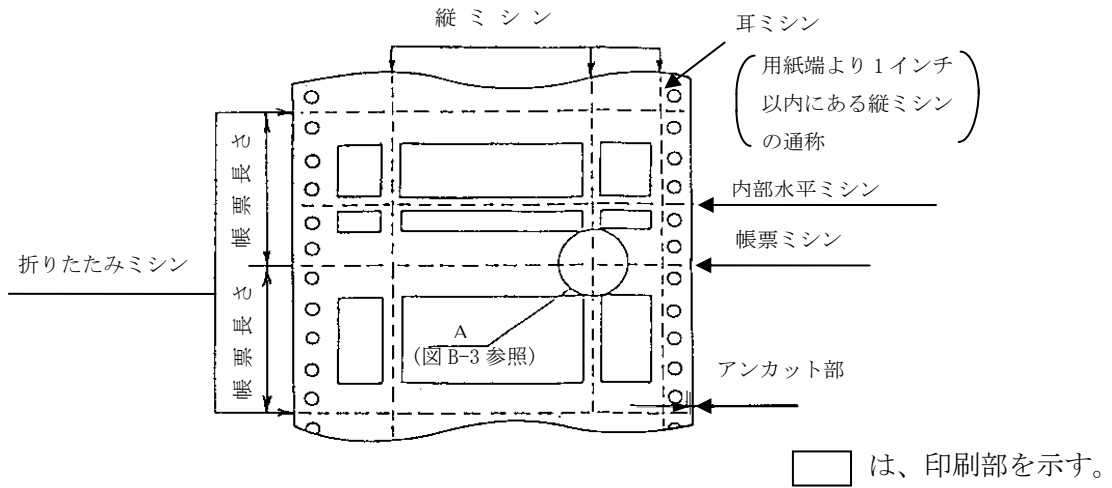 縦ミシン
耳ミシン
用紙端より1インチ
以内にある縦ミシン
の通称
内部水平ミシン
帳票ミシン
折りたたみミシン
帳票長さ
帳票長さ
A
(図 B-3 参照)
アンカット部
は、印刷部を示す。